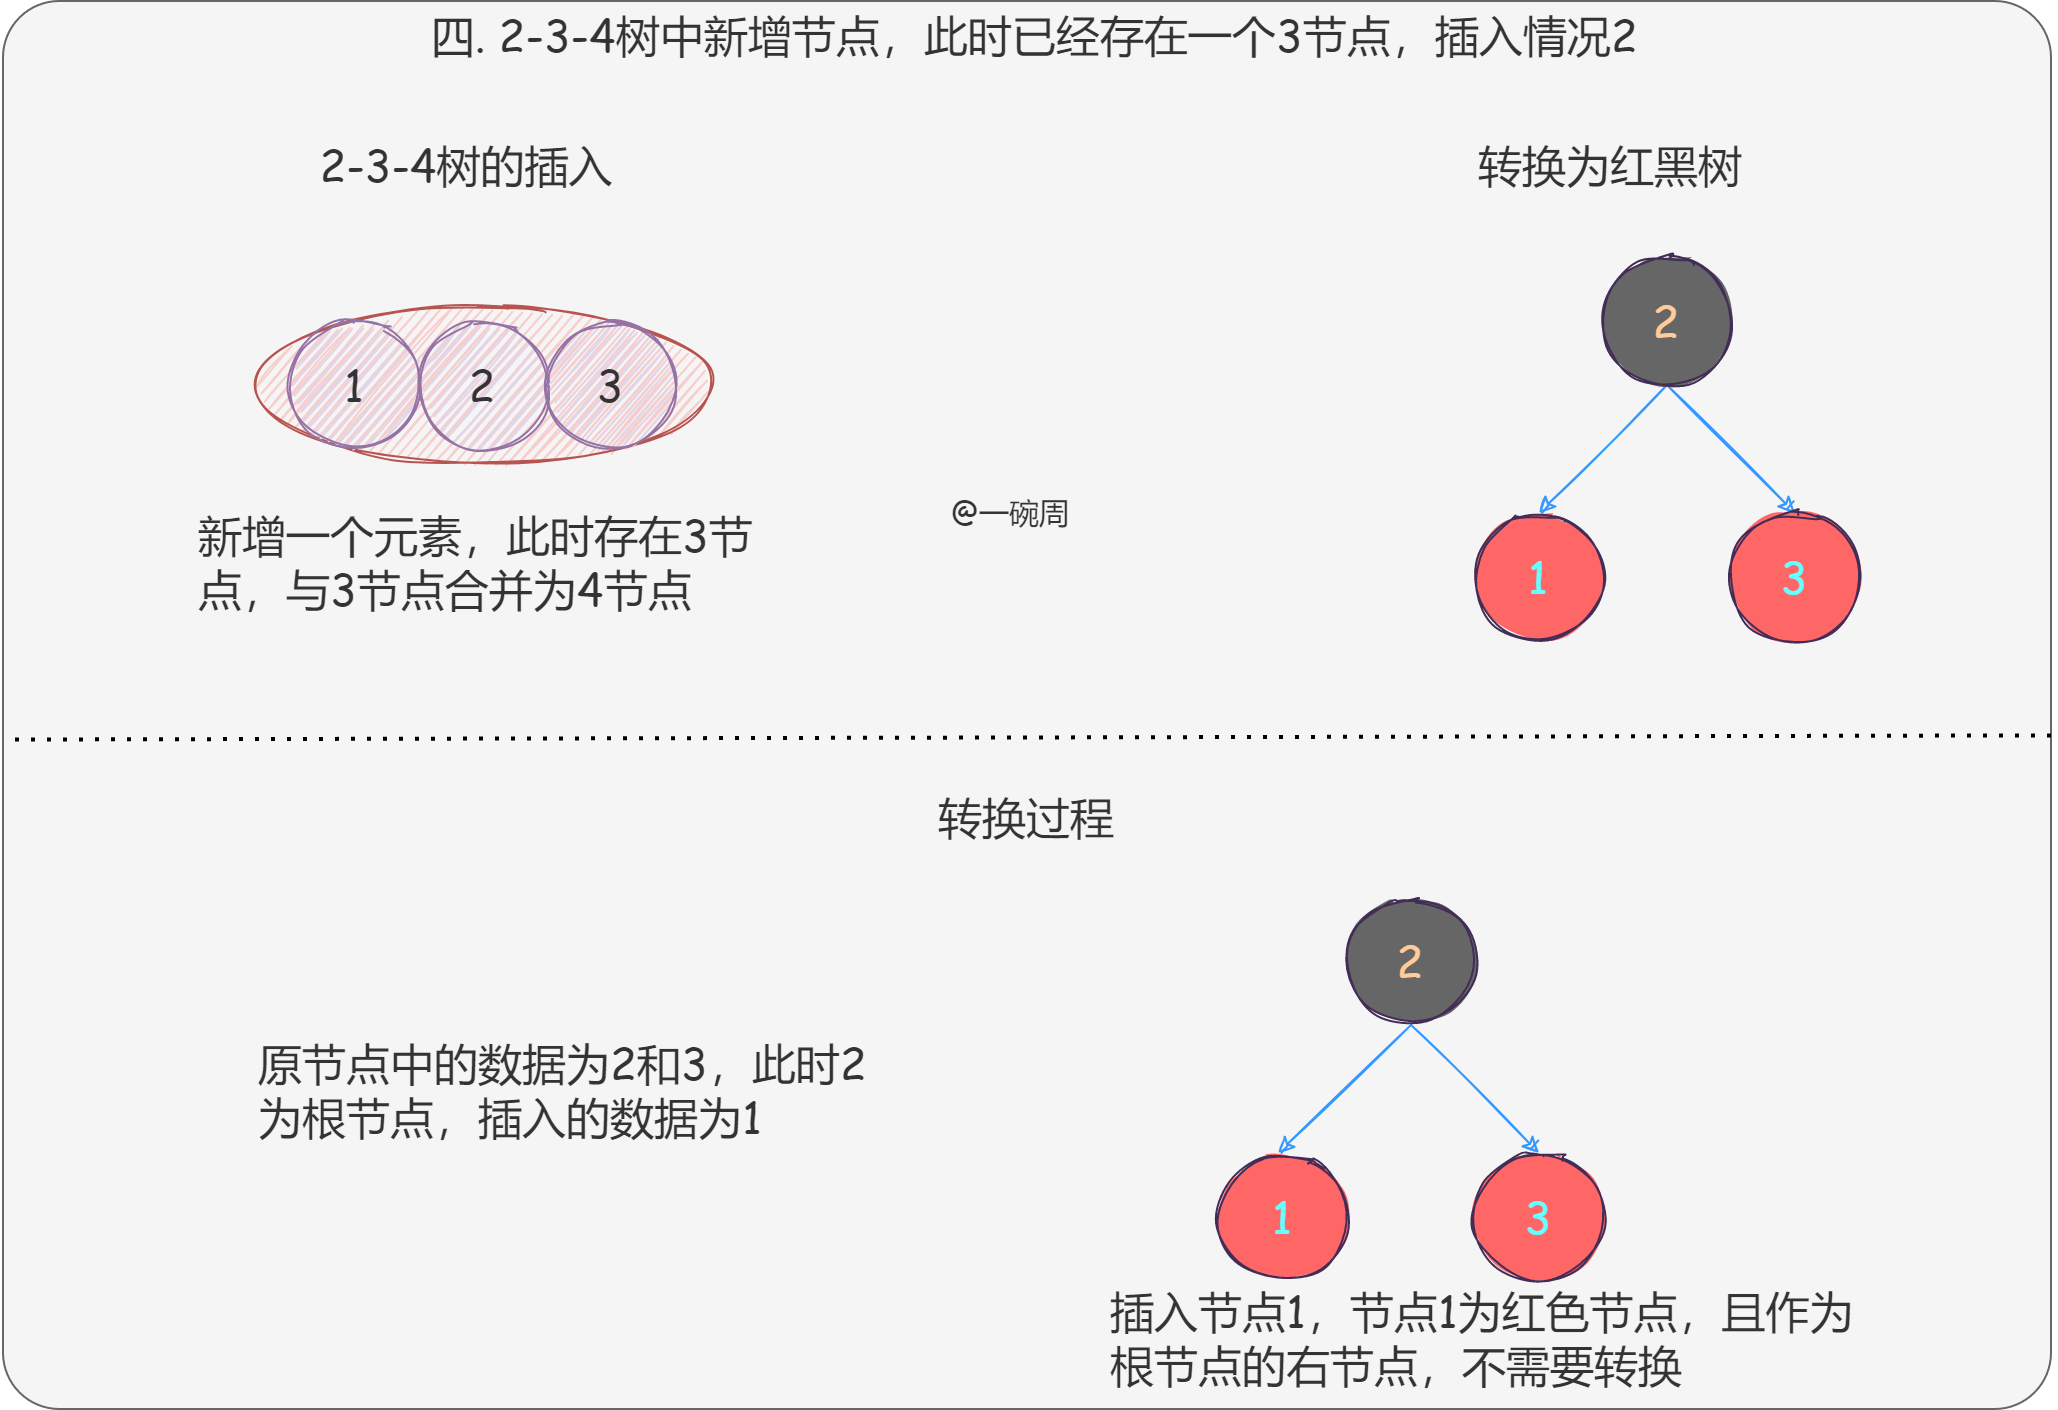 四. 2-3-4树中新增节点，此时已经存在一个3节点，插入情况2
2-3-4树的插入
转换为红黑树
1 2 3
2
1 3
新增一个元素，此时存在3节
点，与3节点合并为4节点
@一碗周
转换过程
2
原节点中的数据为2和3，此时2
为根节点，插入的数据为1
1 3
插入节点1，节点1为红色节点，且作为
根节点的右节点，不需要转换